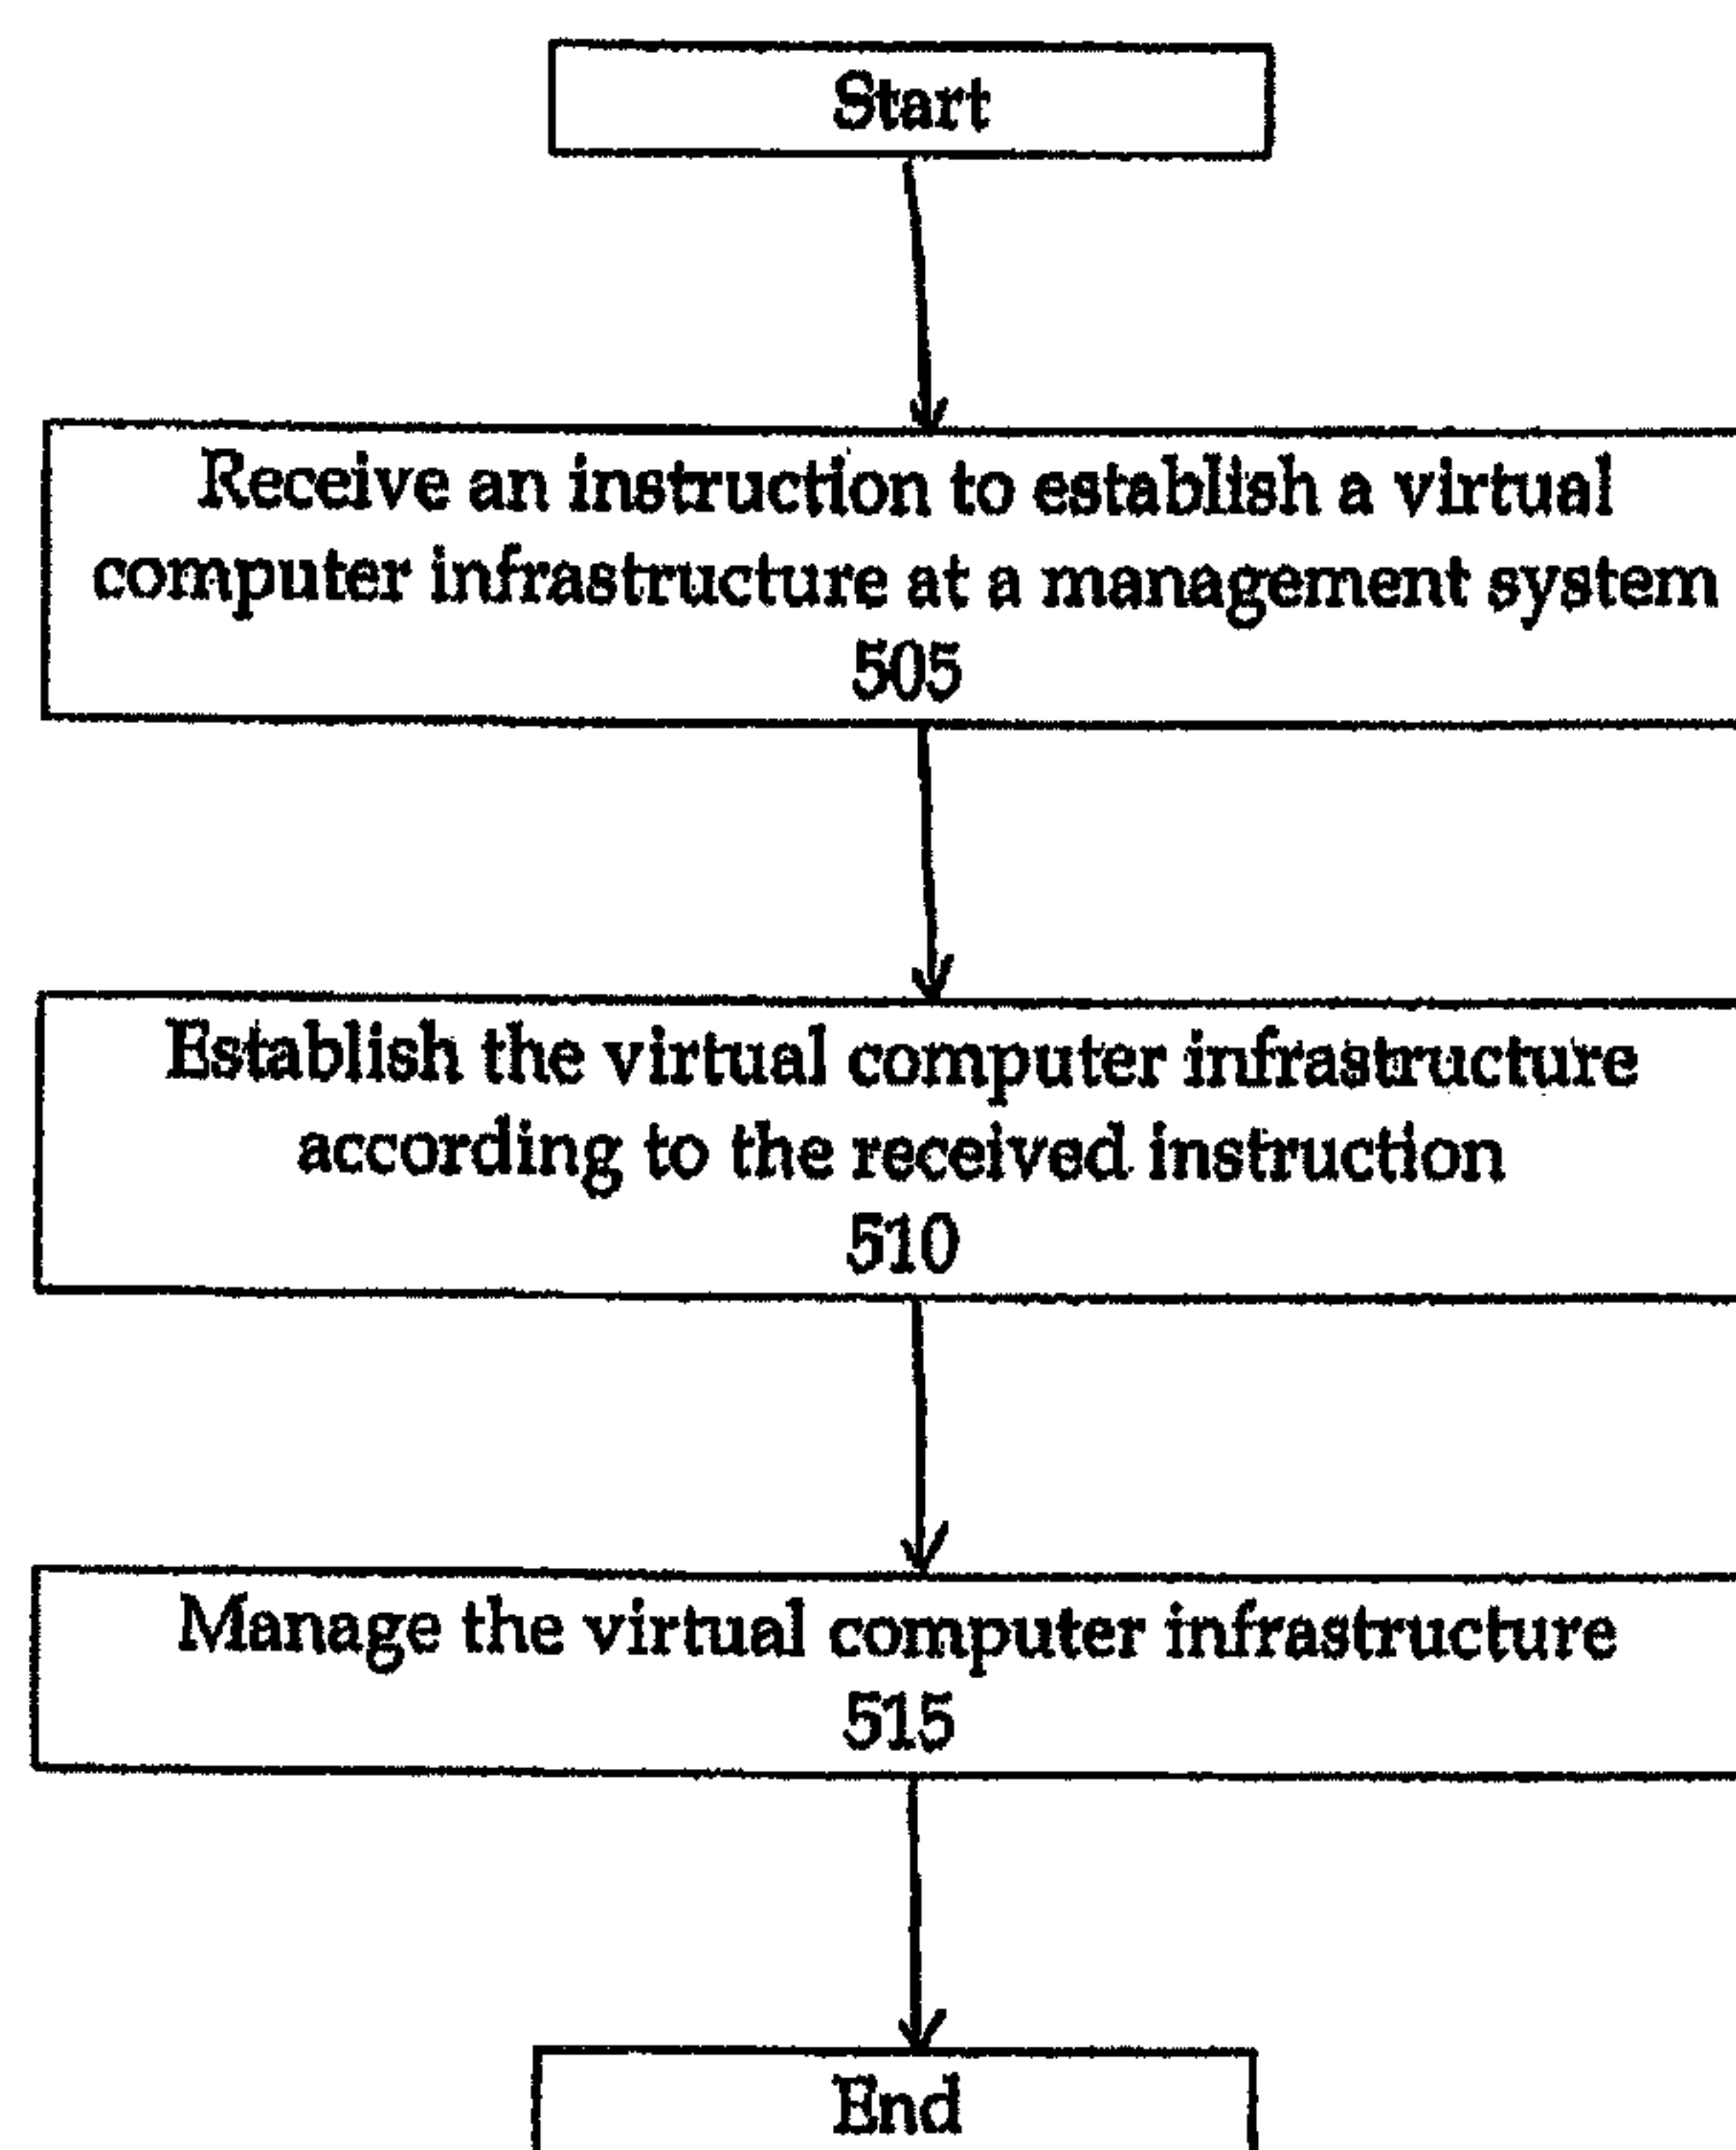 Start
Receive an instruction to establish a virtual
computer infrastructure at a management system
505
Establish the virtual computer infrastructure
according to the received instruction
510
Manage the virtual computer infrastructure
515
End